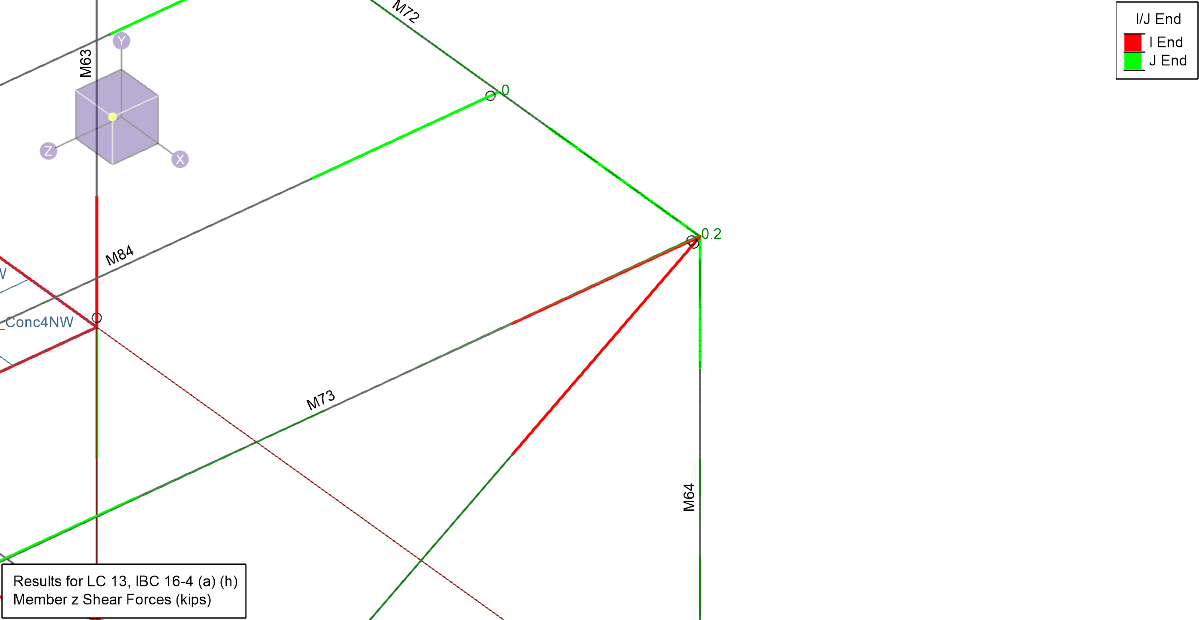 M72
I/J End
I End
J End
M63
Y
Z
X
0
0.2
M84
W
_Conc4NW
M73
M64
Results for LC 13, IBC 16-4 (a) (h)
Member z Shear Forces (kips)